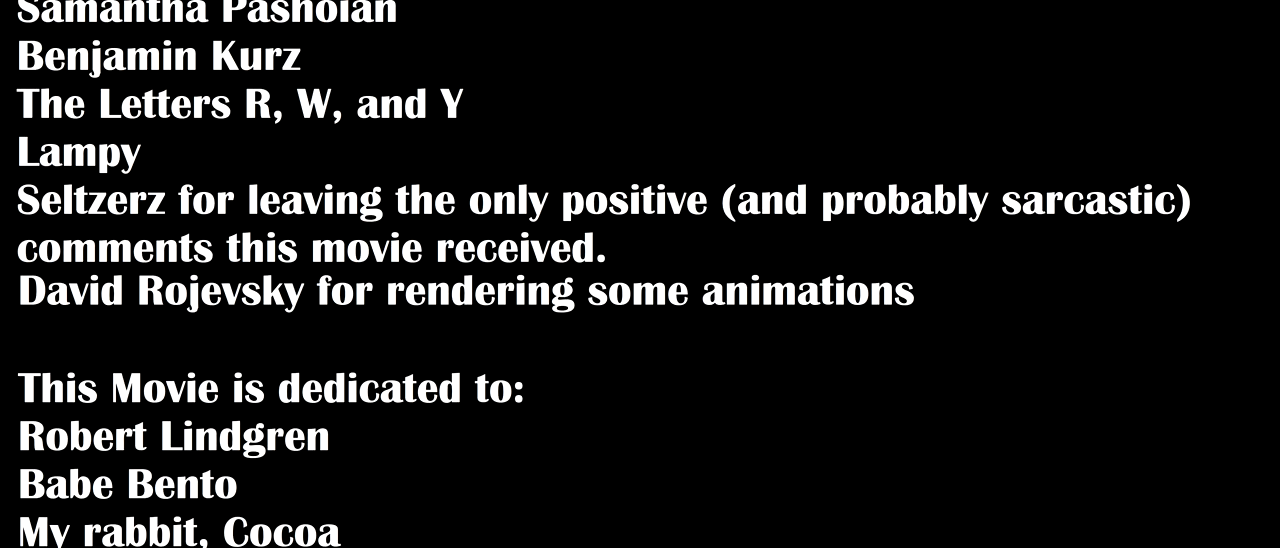 Samantha Pashoian
Benjamin Kurz
The Letters R, W, and Y
Lampy
Seltzerz for leaving the only positive (and probably sarcastic)
comments this movie received.
David Rojevsky for rendering some animations
This Movie is dedicated to:
Robert Lindgren
Babe Bento
My rabbit, Cocoa